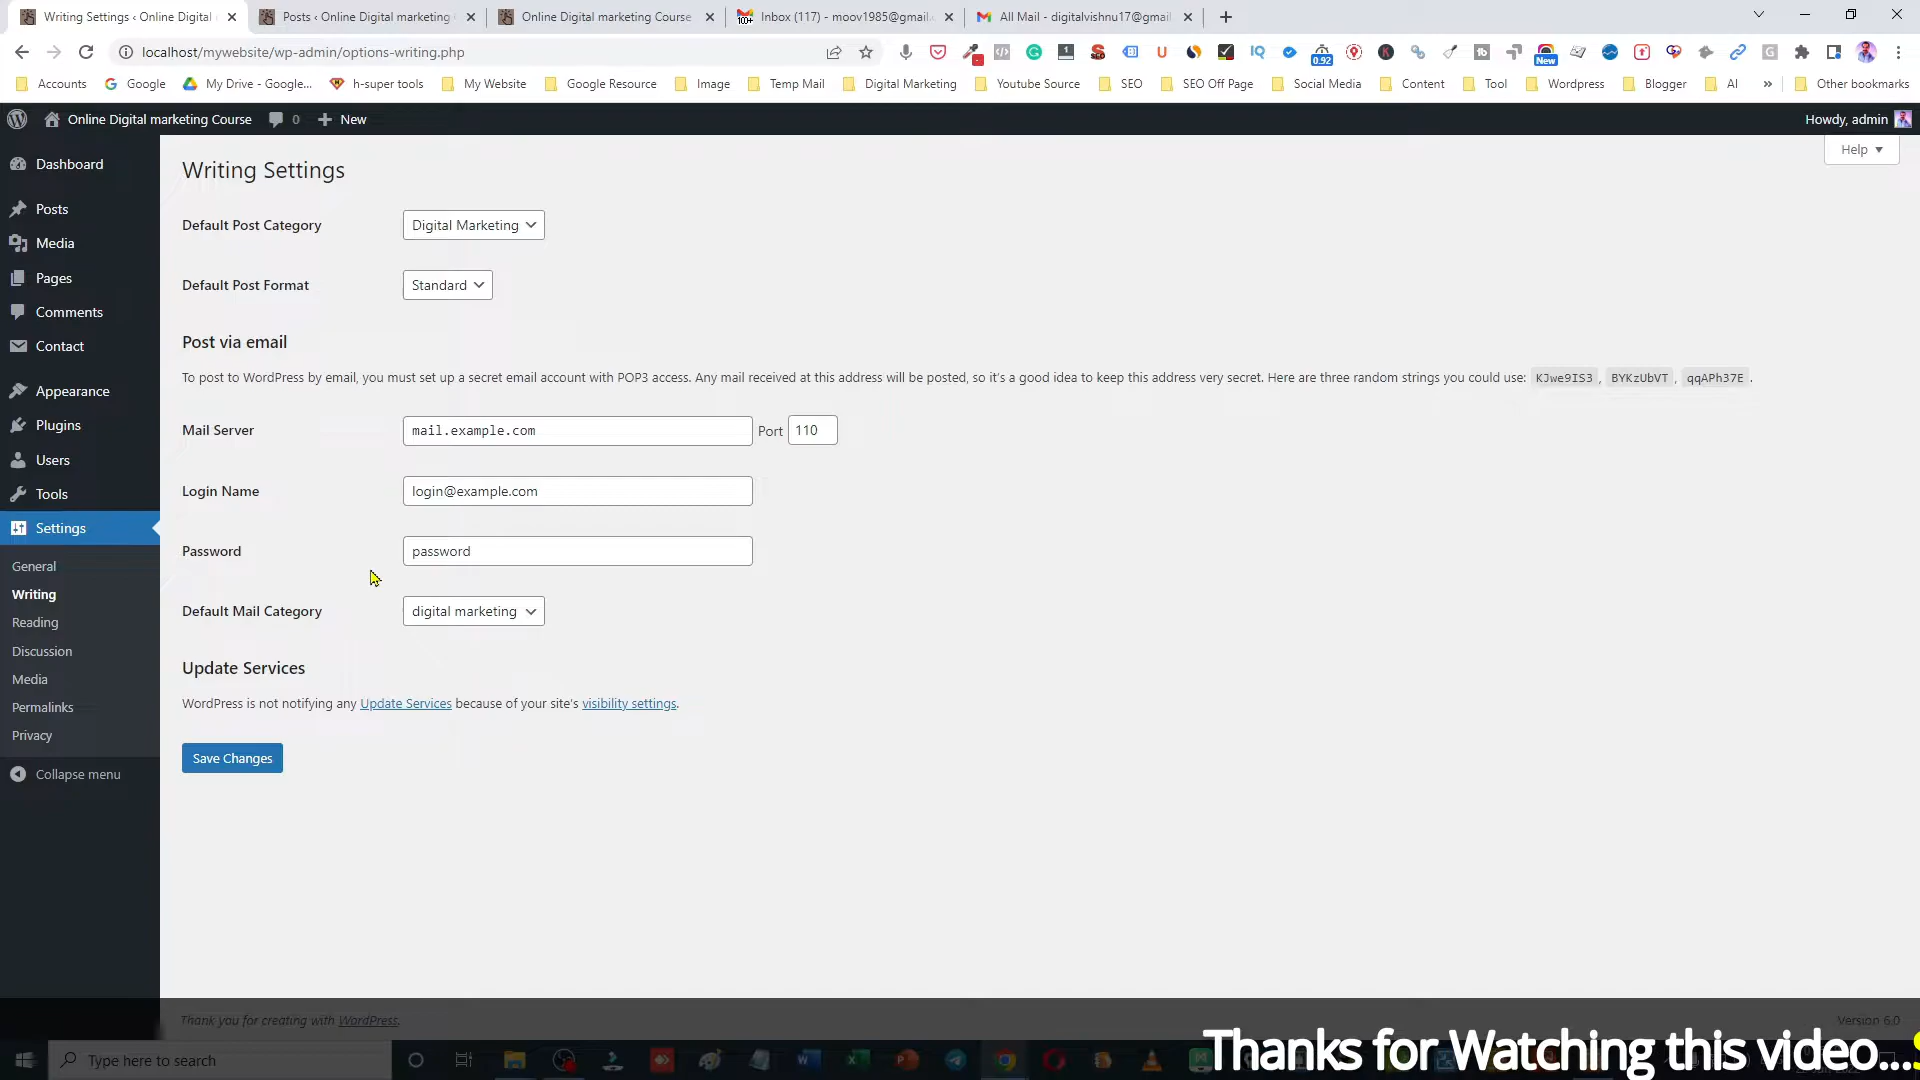 Writing Settings ‹ Online Digital
Posts ‹ Online Digital marketing
Online Digital marketing Course
Inbox (117) - moov1985@gmail.
All Mail - digitalvishnu17@gmail
localhost/mywebsite/wp-admin/options-writing.php
Accounts
Google
My Drive - Google...
h-super tools
My Website
Google Resource
Image
Temp Mail
Digital Marketing
Youtube Source
SEO
SEO Off Page
Social Media
Content
Tool
Wordpress
Blogger
AI
Other bookmarks
Online Digital marketing Course
0
New
Howdy, admin
Help
Dashboard
Posts
Media
Pages
Comments
Contact
Appearance
Plugins
Users
Tools
Settings
General
Writing
Reading
Discussion
Media
Permalinks
Privacy
Collapse menu
Writing Settings
Default Post Category
Digital Marketing
Default Post Format
Standard
Post via email
To post to WordPress by email, you must set up a secret email account with POP3 access. Any mail received at this address will be posted, so it's a good idea to keep this address very secret. Here are three random strings you could use: KJwe9IS3 , BYKzUbVT , qqAPh37E .
Mail Server
mail.example.com
Port 110
Login Name
login@example.com
Password
password
Default Mail Category
digital marketing
Update Services
WordPress is not notifying any Update Services because of your site's visibility settings.
Save Changes
Thank you for creating with WordPress.
Version 6.0
Type here to search
Thanks for Watching this video...